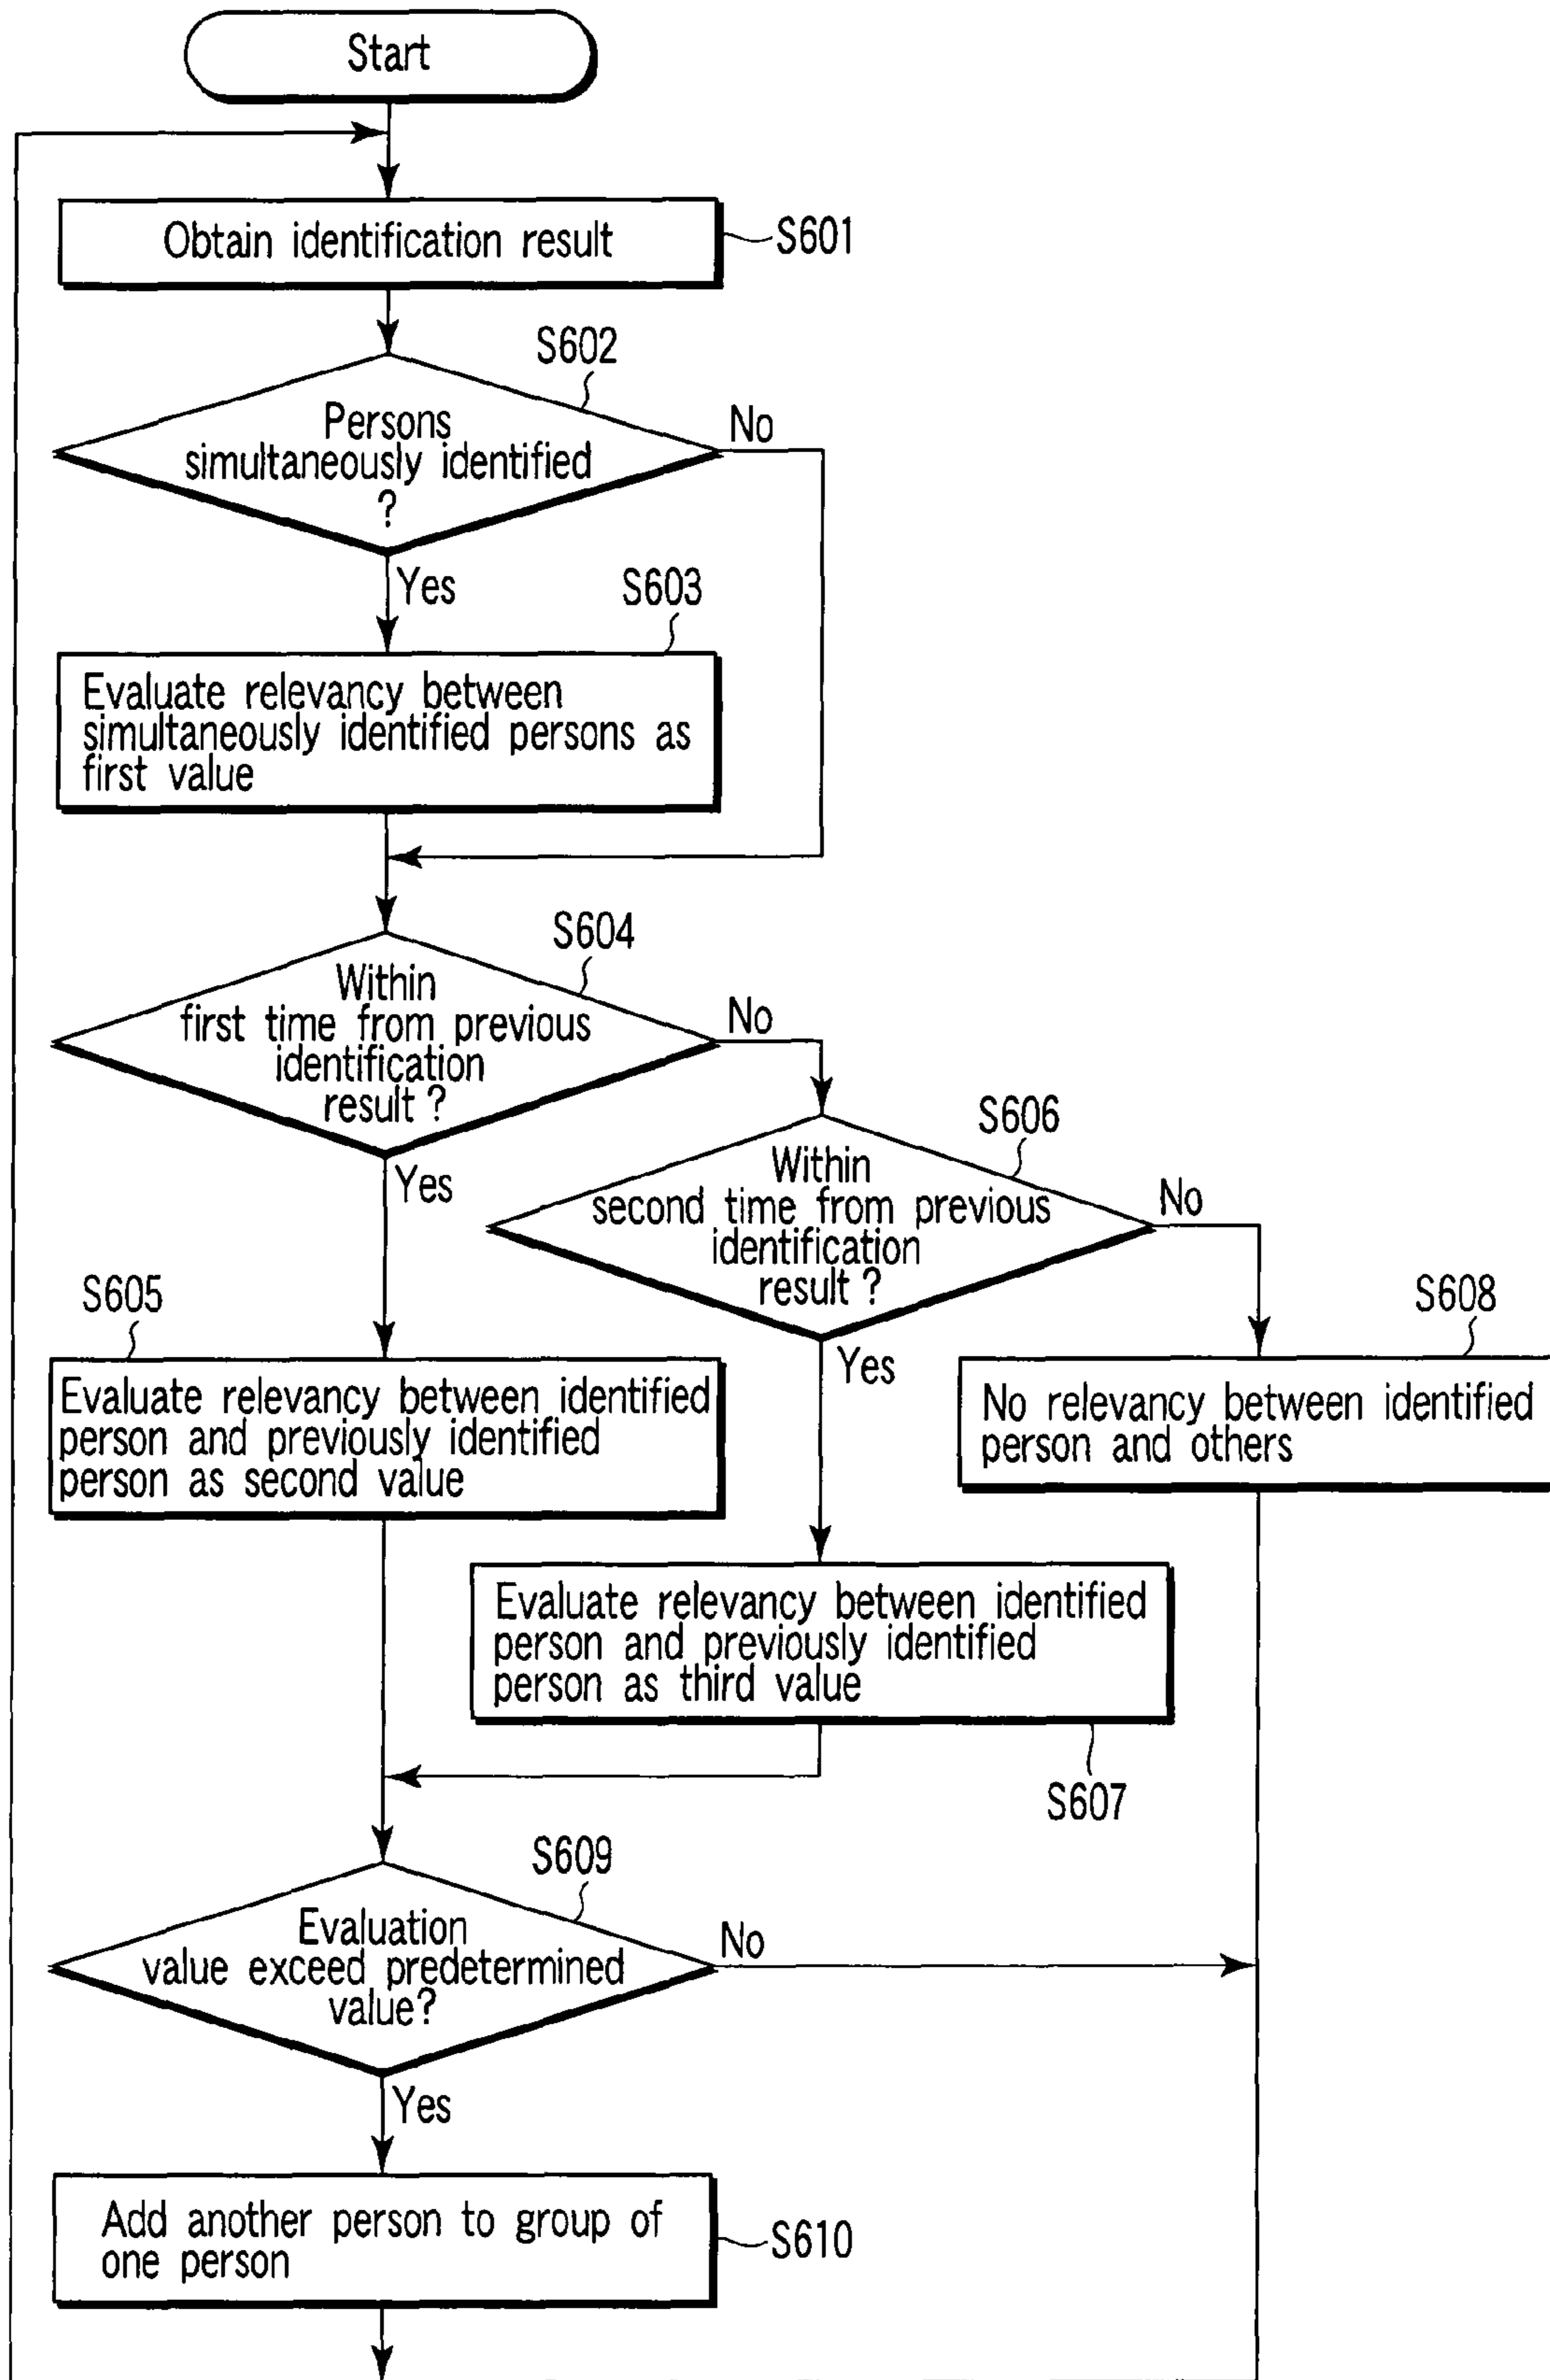 Start
Obtain identification result
S601
S602
Persons
simultaneously identified
?
No
Yes
S603
Evaluate relevancy between
simultaneously identified persons as
first value
S604
Within
first time from previous
identification
result ?
No
Yes
S606
Within
second time from previous
identification
result ?
No
Yes
S605
Evaluate relevancy between identified
person and previously identified
person as second value
S608
No relevancy between identified
person and others
Evaluate relevancy between identified
person and previously identified
person as third value
S607
S609
Evaluation
value exceed predetermined
value?
No
Yes
Add another person to group of
one person
S610